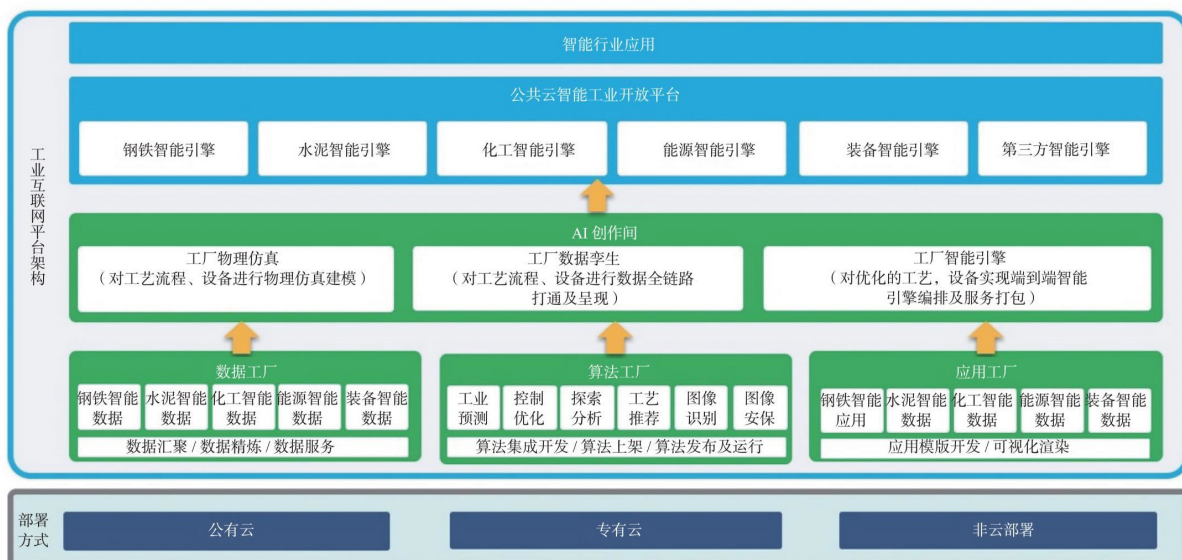 工业互联网平台架构
智能行业应用
公共云智能工业开放平台
钢铁智能引擎
水泥智能引擎
化工智能引擎
能源智能引擎
装备智能引擎
第三方智能引擎
AI 创作间
工厂物理仿真
（对工艺流程、设备进行物理仿真建模）
工厂数据孪生
（对工艺流程、设备进行数据全链路
打通及呈现）
工厂智能引擎
（对优化的工艺，设备实现端到端智能
引擎编排及服务打包）
数据工厂
钢铁智能
数据
水泥智能
数据
化工智能
数据
能源智能
数据
装备智能
数据
数据汇聚 / 数据精炼 / 数据服务
算法工厂
工业
预测
控制
优化
探索
分析
工艺
推荐
图像
识别
图像
安保
算法集成开发 / 算法上架 / 算法发布及运行
应用工厂
钢铁智能
应用
水泥智能
数据
化工智能
数据
能源智能
数据
装备智能
数据
应用模版开发 / 可视化渲染
部署
方式
公有云
专有云
非云部署